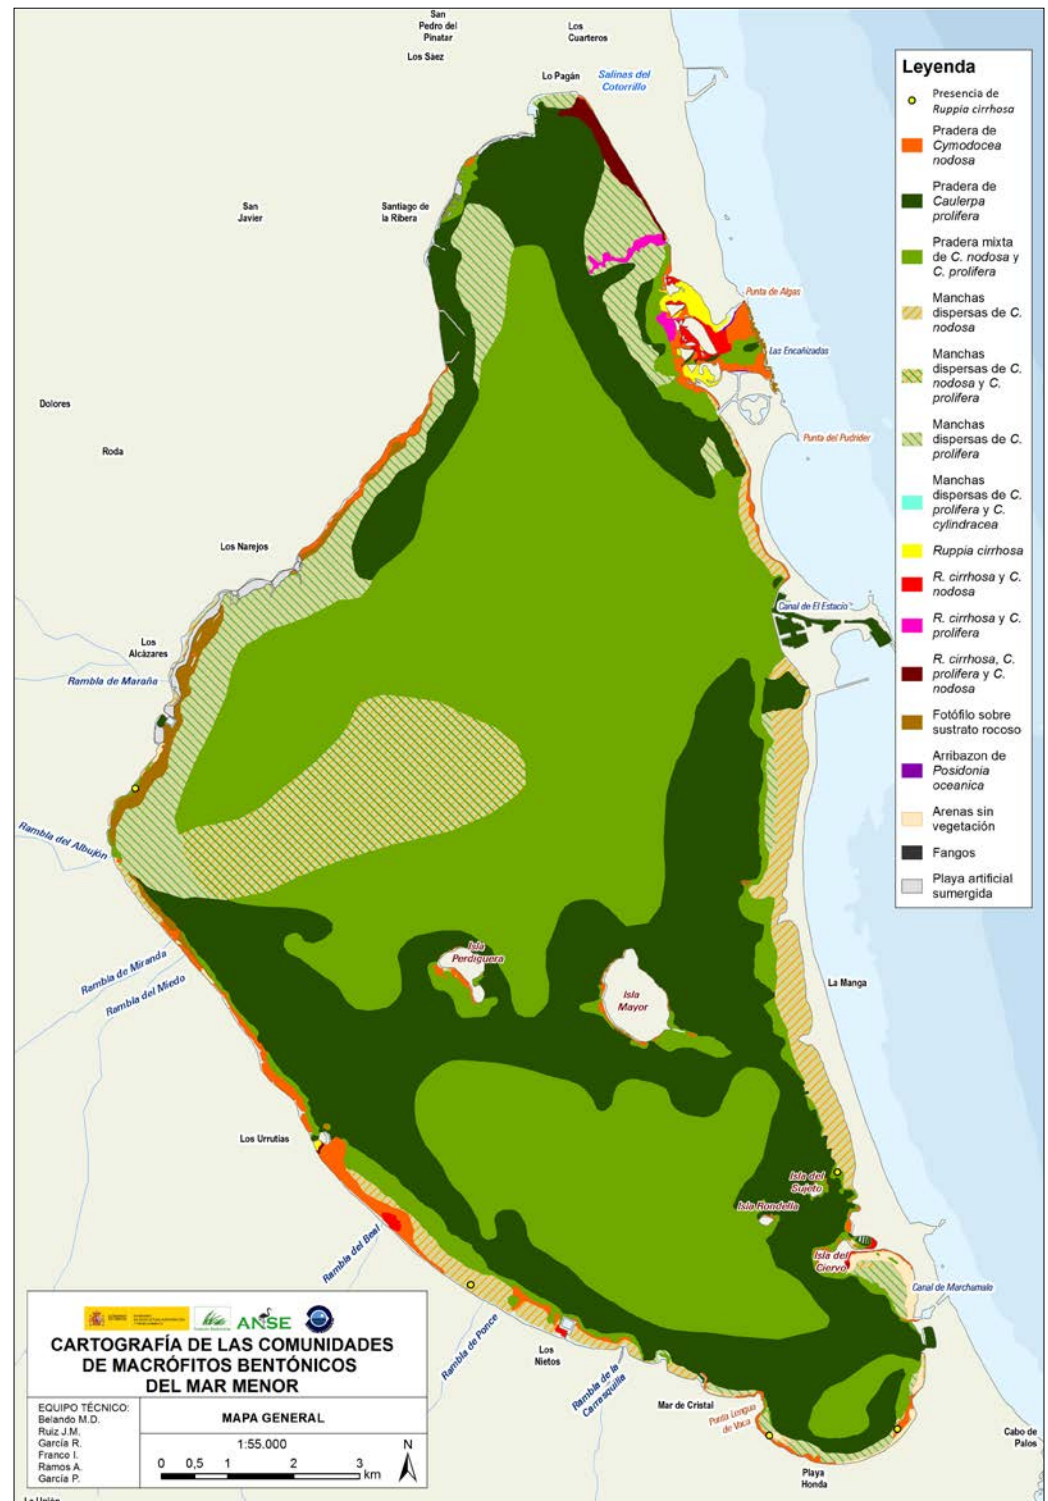 San
Pedro del
Pinatar
Los
Cuarteros
Los Sáez
Lo Pagán
Salinas del
Cotorrillo
San
Javier
Santiago de
la Ribera
Punta de Algas
Las Encañizadas
Dolores
Roda
Punta del Pudrider
Los Narejos
Canal de El Estacio
Los
Alcázares
Rambla de Maraña
Rambla del Albujón
Rambla de Miranda
Rambla del Miedo
Isla
Perdiguera
Isla
Mayor
La Manga
Los Urrutias
Isla del
Sujeto
Isla Rondella
Isla del
Ciervo
Canal de Marchamalo
Rambla del Beal
Rambla de Ponce
Los
Nietos
Rambla de la
Carrasquilla
Mar de Cristal
Punta Lengua
de Vaca
Playa
Honda
Cabo de
Palos
La Unión
Leyenda
Presencia de
Ruppia cirrhosa
Pradera de
Cymodocea
nodosa
Pradera de
Caulerpa
prolifera
Pradera mixta
de C. nodosa y
C. prolifera
Manchas
dispersas de C.
nodosa
Manchas
dispersas de C.
nodosa y C.
prolifera
Manchas
dispersas de C.
prolifera
Manchas
dispersas de C.
prolifera y C.
cylindracea
Ruppia cirrhosa
R. cirrhosa y C.
nodosa
R. cirrhosa y C.
prolifera
R. cirrhosa, C.
prolifera y C.
nodosa
Fotófilo sobre
sustrato rocoso
Arribazon de
Posidonia
oceanica
Arenas sin
vegetación
Fangos
Playa artificial
sumergida
ANSE
CARTOGRAFÍA DE LAS COMUNIDADES
DE MACRÓFITOS BENTÓNICOS
DEL MAR MENOR
EQUIPO TÉCNICO:
Belando M.D.
Ruiz J.M.
García R.
Franco I.
Ramos A.
García P.
MAPA GENERAL
1:55.000
0 0,5 1 2 3
km
N